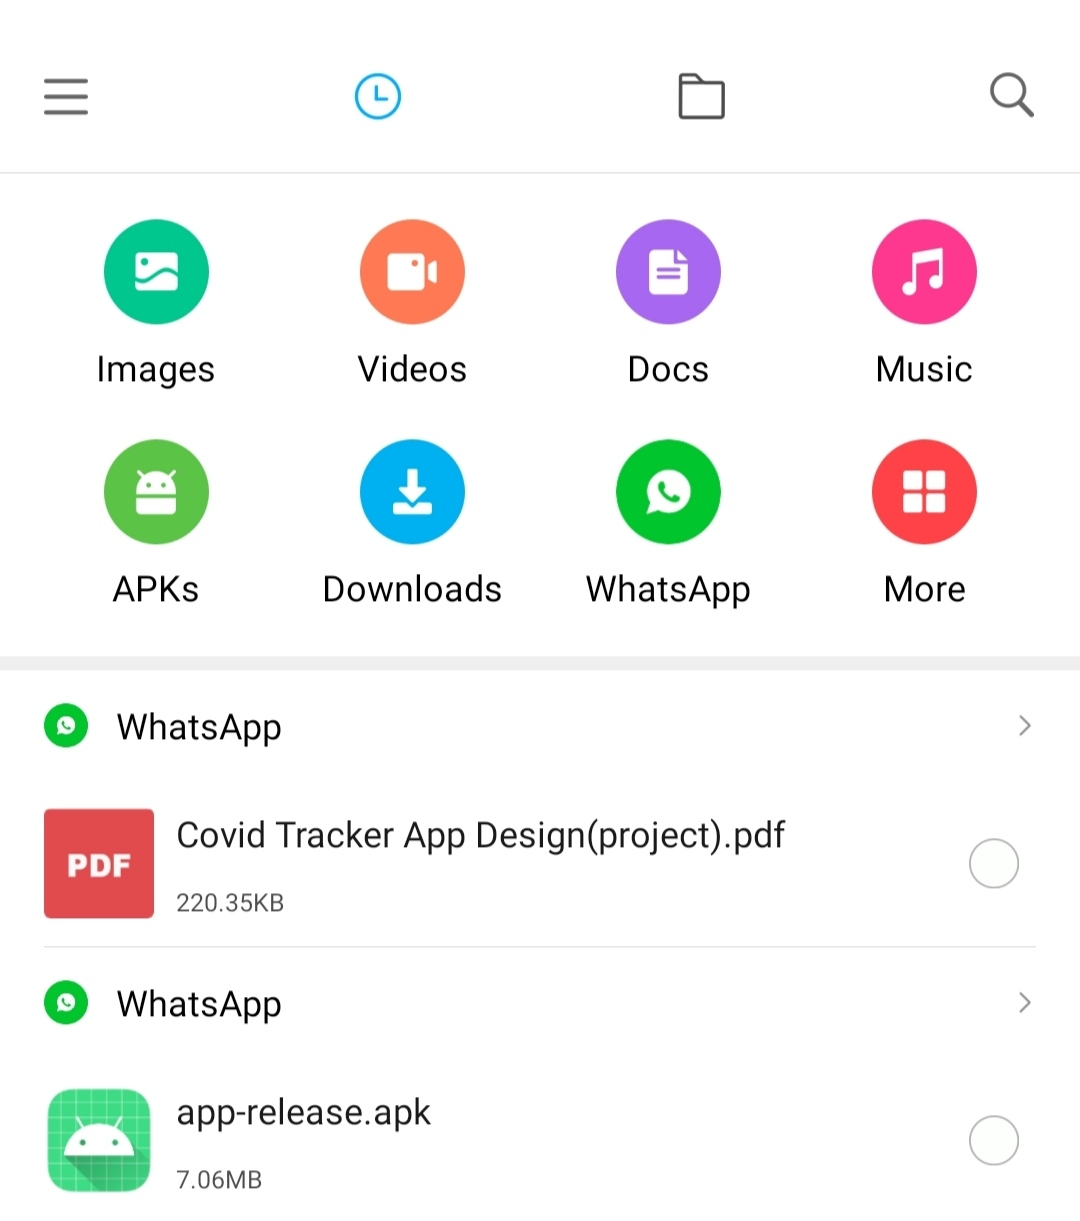 Images Videos Docs Music
APKs Downloads WhatsApp More
WhatsApp
Covid Tracker App Design(project).pdf
PDF
220.35KB
WhatsApp
app-release.apk
7.06MB